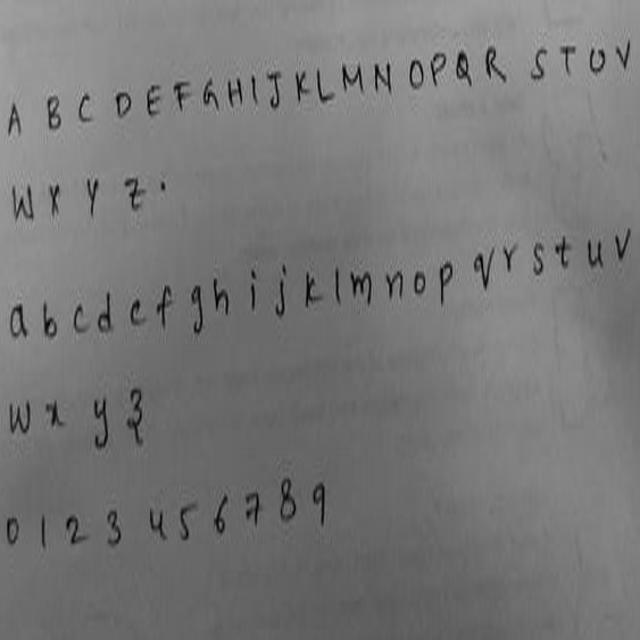 A B C D E F G H I J K L M N O P Q R S T U V
W X Y Z .
a b c d e f g h i j k l m n o p q r s t u v
w x y z
0 1 2 3 4 5 6 7 8 9